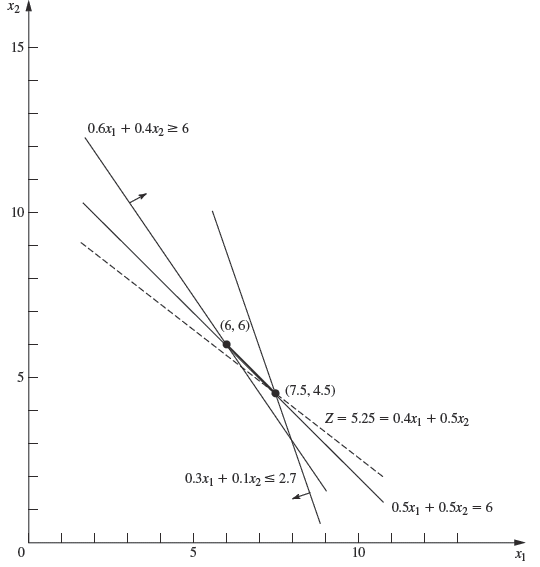 x₂
15
0.6x₁ + 0.4x₂ ≥ 6
10
(6, 6)
5
(7.5, 4.5)
Z = 5.25 = 0.4x₁ + 0.5x₂
0.3x₁ + 0.1x₂ ≤ 2.7
0.5x₁ + 0.5x₂ = 6
0
5
10
x₁